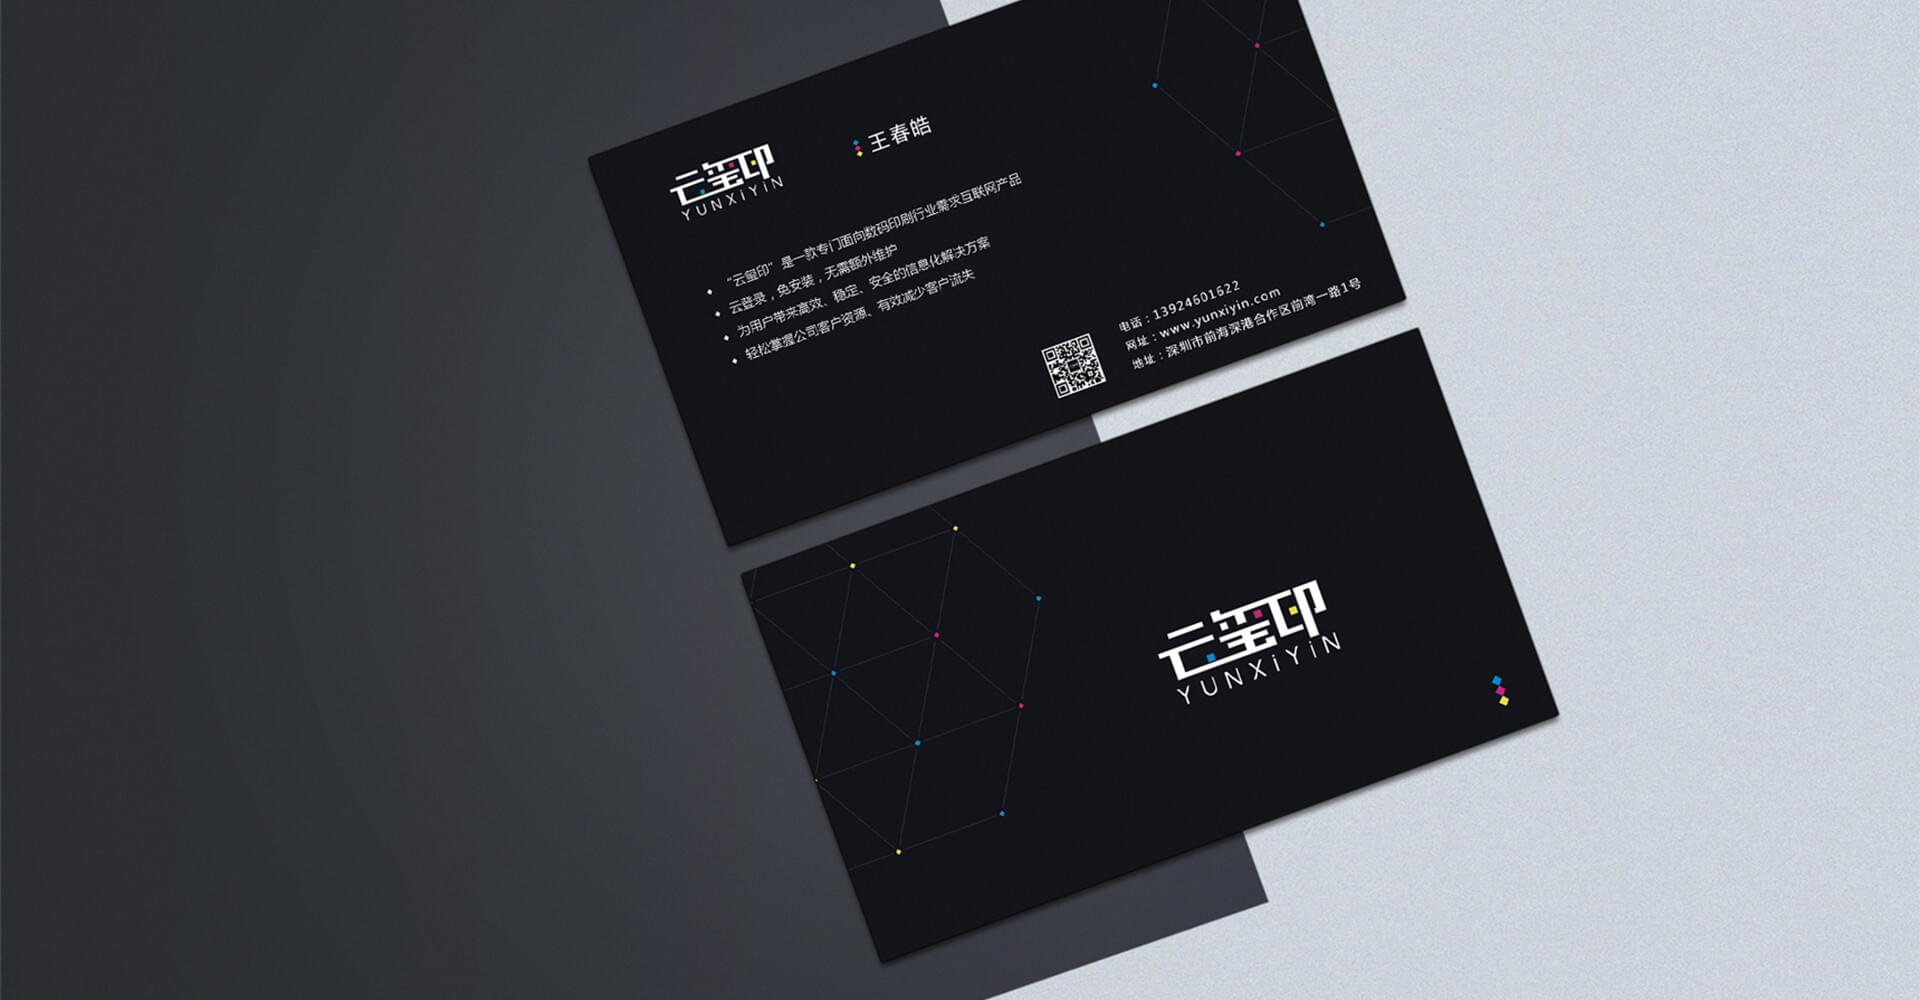 云玺印
YUNXiYiN
王春皓
“云玺印”是一款专门面向数码印刷行业需求互联网产品
云登录，免安装，无需额外维护
为用户带来高效、稳定、安全的信息化解决方案
轻松掌握公司客户资源、有效减少客户流失
电话：13924601622
网址：www.yunxiyin.com
地址：深圳市前海深港合作区前湾一路1号
云玺印
YUNXiYiN